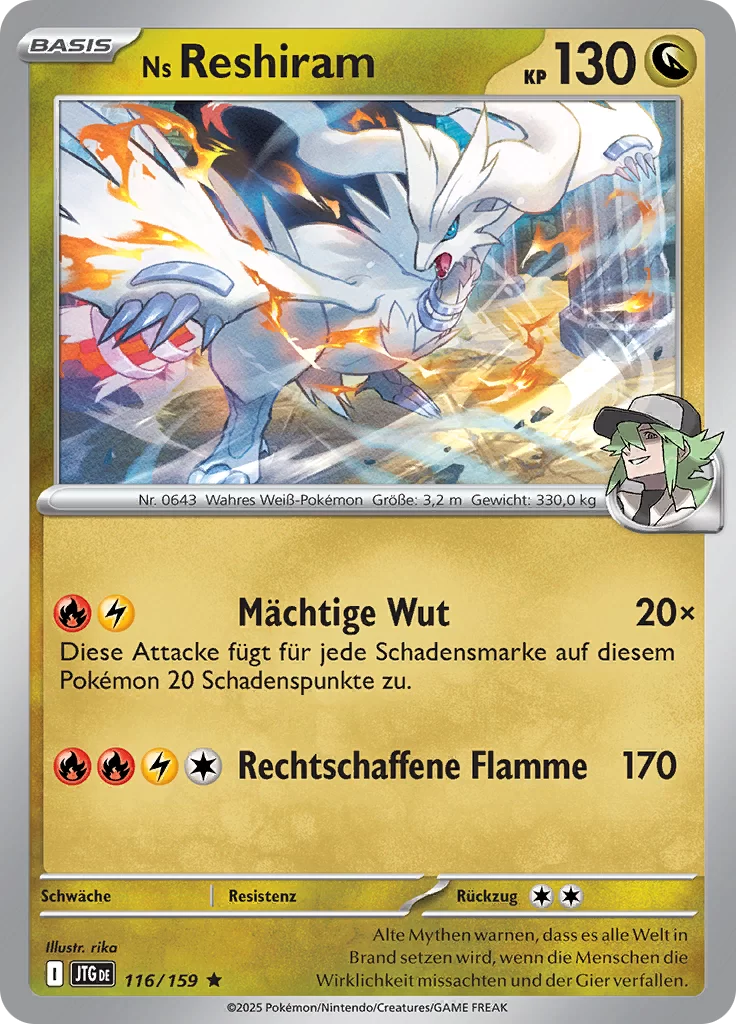 BASIS
Ns Reshiram
KP 130
Nr. 0643 Wahres Weiß-Pokémon Größe: 3,2 m Gewicht: 330,0 kg
Mächtige Wut 20×
Diese Attacke fügt für jede Schadensmarke auf diesem
Pokémon 20 Schadenspunkte zu.
Rechtschaffene Flamme 170
Schwäche Resistenz Rückzug
Illustr. rika
Alte Mythen warnen, dass es alle Welt in
Brand setzen wird, wenn die Menschen die
Wirklichkeit missachten und der Gier verfallen.
I JTG DE 116/159 ★
©2025 Pokémon/Nintendo/Creatures/GAME FREAK